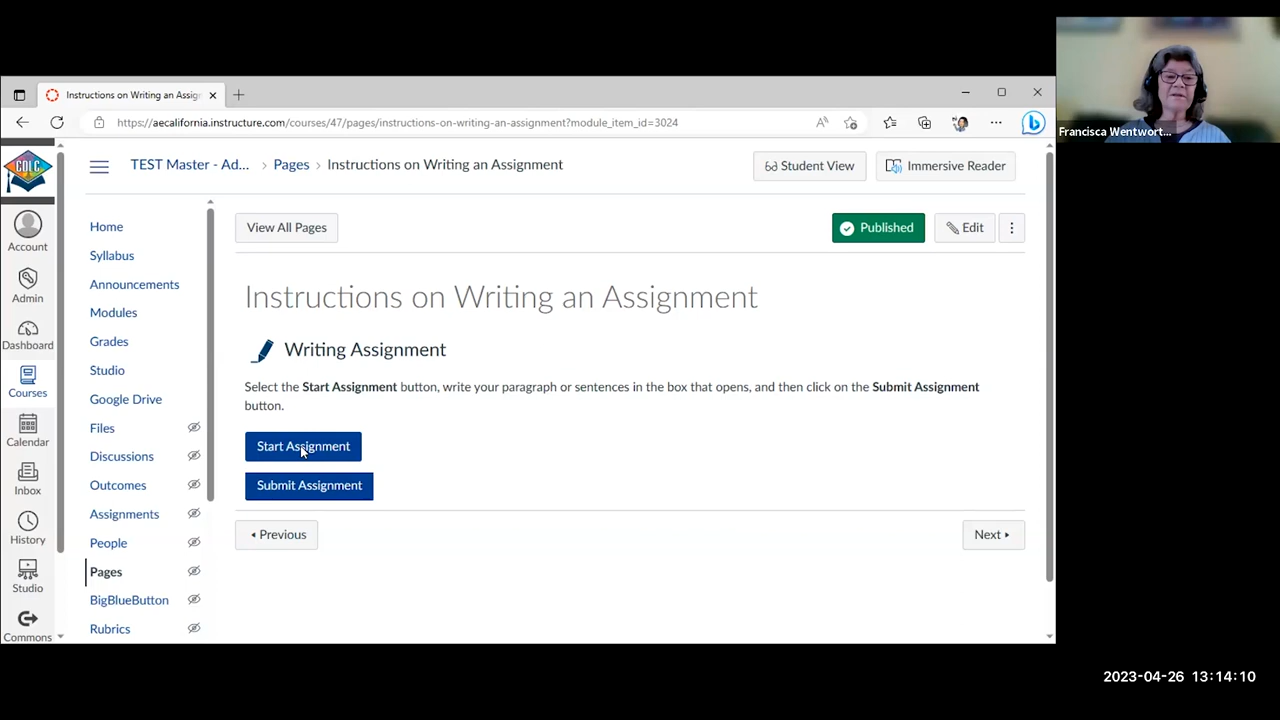 Instructions on Writing an Assign
https://aecalifornia.instructure.com/courses/47/pages/instructions-on-writing-an-assignment?module_item_id=3024
Francisca Wentwort...
COLC
TEST Master - Ad... > Pages > Instructions on Writing an Assignment
Student View
Immersive Reader
Account
Admin
Dashboard
Courses
Calendar
Inbox
History
Studio
Commons
Home
Syllabus
Announcements
Modules
Grades
Studio
Google Drive
Files
Discussions
Outcomes
Assignments
People
Pages
BigBlueButton
Rubrics
View All Pages
Published
Edit
Instructions on Writing an Assignment
Writing Assignment
Select the Start Assignment button, write your paragraph or sentences in the box that opens, and then click on the Submit Assignment
button.
Start Assignment
Submit Assignment
Previous
Next
2023-04-26 13:14:10